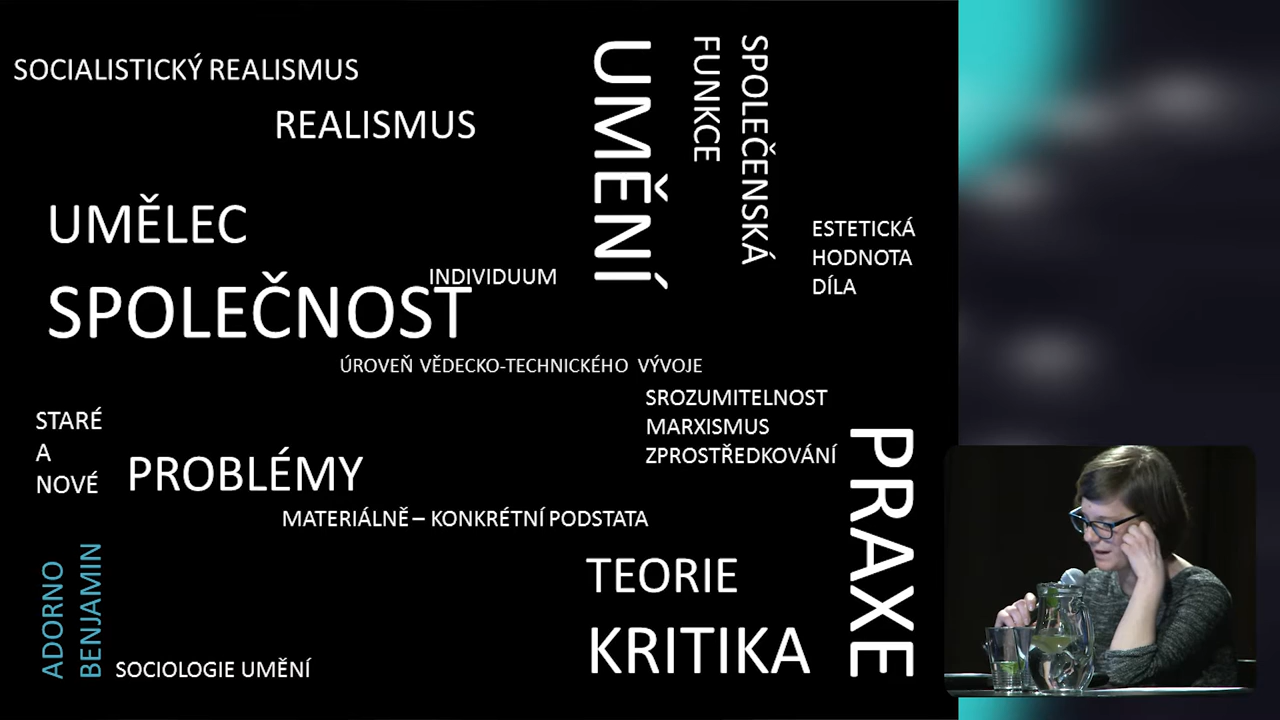 SOCIALISTICKÝ REALISMUS
REALISMUS
UMĚNÍ
FUNKCE
SPOLEČENSKÁ
UMĚLEC
ESTETICKÁ
HODNOTA
DÍLA
INDIVIDUUM
SPOLEČNOST
ÚROVEŇ VĚDECKO-TECHNICKÉHO VÝVOJE
SROZUMITELNOST
MARXISMUS
ZPROSTŘEDKOVÁNÍ
STARÉ
A
NOVÉ
PROBLÉMY
PRAXE
MATERIÁLNĚ – KONKRÉTNÍ PODSTATA
ADORNO
BENJAMIN
TEORIE
KRITIKA
SOCIOLOGIE UMĚNÍ